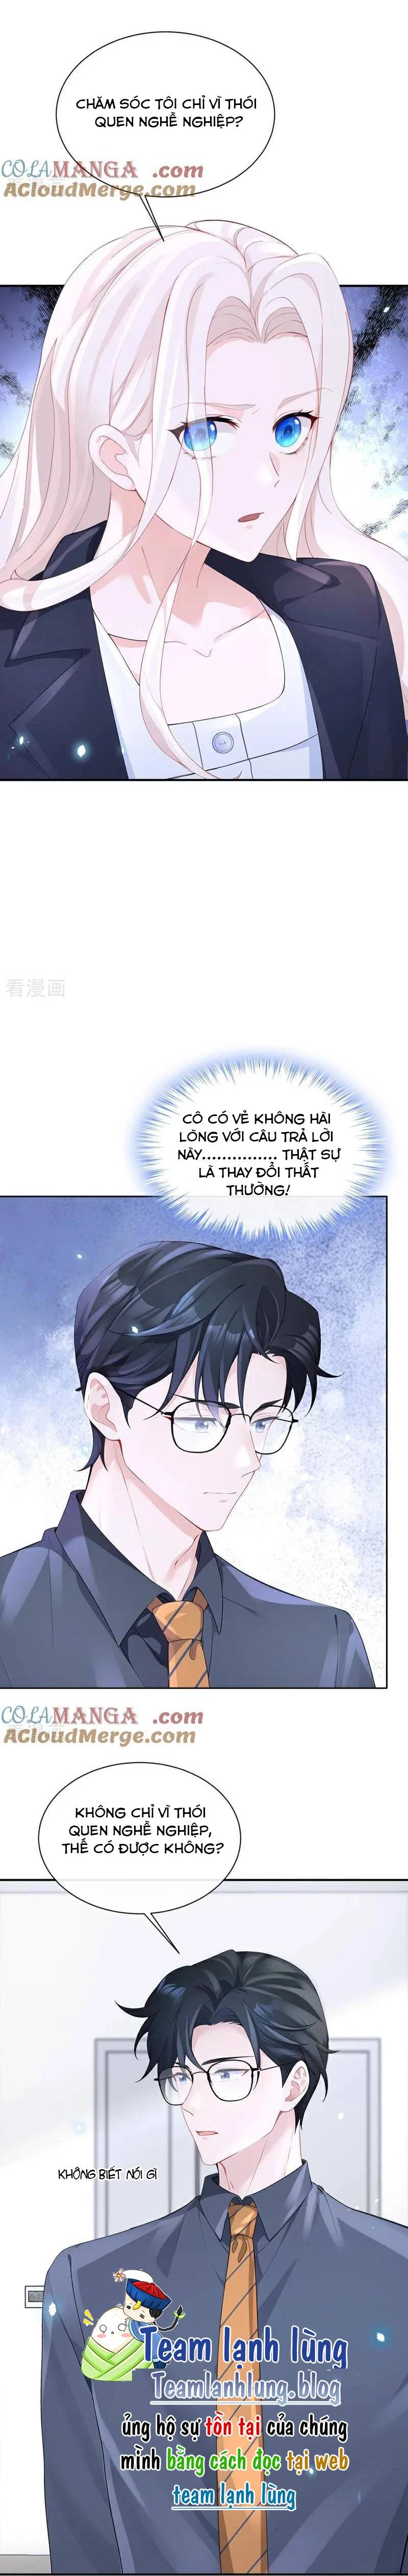 CHĂM SÓC TÔI CHỈ VÌ THÓI
QUEN NGHỀ NGHIỆP?
COLAMANGA .com
ACloudMerge.com
看漫画
CÔ CÓ VẺ KHÔNG HÀI
LÒNG VỚI CÂU TRẢ LỜI
NÀY............... THẬT SỰ
LÀ THAY ĐỔI THẤT
THƯỜNG!
COLAMANGA .com
ACloudMerge.com
KHÔNG CHỈ VÌ THÓI
QUEN NGHỀ NGHIỆP,
THẾ CÓ ĐƯỢC KHÔNG?
KHÔNG BIẾT NÓI GÌ
Team lạnh lùng
Teamlanhlung.blog
ủng hộ sự tồn tại của chúng
mình bằng cách đọc tại web
team lạnh lùng